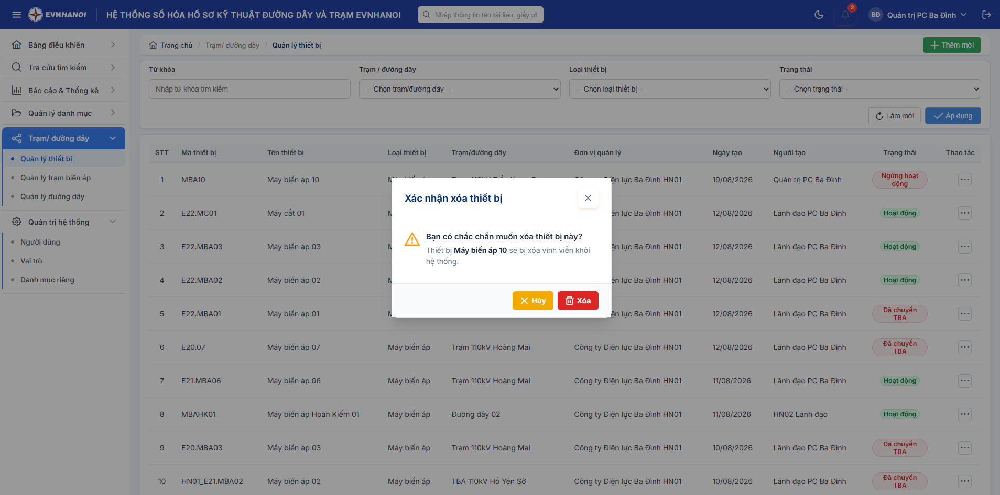 EVNHANOI
HỆ THỐNG SỐ HÓA HỒ SƠ KỸ THUẬT ĐƯỜNG DÂY VÀ TRẠM EVNHANOI
Nhập thông tin tên tài liệu, giấy ph
2
BĐ
Quản trị PC Ba Đình
Bảng điều khiển
Tra cứu tìm kiếm
Báo cáo & Thống kê
Quản lý danh mục
Trạm/ đường dây
Quản lý thiết bị
Quản lý trạm biến áp
Quản lý đường dây
Quản trị hệ thống
Người dùng
Vai trò
Danh mục riêng
Trang chủ / Trạm/ đường dây / Quản lý thiết bị
Thêm mới
Từ khóa
Trạm / đường dây
Loại thiết bị
Trạng thái
Nhập từ khóa tìm kiếm
-- Chọn trạm/đường dây --
-- Chọn loại thiết bị --
-- Chọn trạng thái --
Làm mới
Áp dụng
STT Mã thiết bị Tên thiết bị Loại thiết bị Trạm/đường dây Đơn vị quản lý Ngày tạo Người tạo Trạng thái Thao tác
1 MBA10 Máy biến áp 10 Điện lực Ba Đình HN01 19/08/2026 Quản trị PC Ba Đình Ngừng hoạt động
2 E22.MC01 Máy cắt 01 lực Ba Đình HN01 12/08/2026 Lãnh đạo PC Ba Đình Hoạt động
3 E22.MBA03 Máy biến áp 03 lực Ba Đình HN01 12/08/2026 Lãnh đạo PC Ba Đình Hoạt động
4 E22.MBA02 Máy biến áp 02 lực Ba Đình HN01 12/08/2026 Lãnh đạo PC Ba Đình Hoạt động
5 E22.MBA01 Máy biến áp 01 lực Ba Đình HN01 12/08/2026 Lãnh đạo PC Ba Đình Đã chuyển TBA
6 E20.07 Máy biến áp 07 Máy biến áp Trạm 110kV Hoàng Mai Công ty Điện lực Ba Đình HN01 12/08/2026 Lãnh đạo PC Ba Đình Đã chuyển TBA
7 E21.MBA06 Máy biến áp 06 Máy biến áp Trạm 110kV Hoàng Mai Công ty Điện lực Ba Đình HN01 11/08/2026 Lãnh đạo PC Ba Đình Hoạt động
8 MBAHK01 Máy biến áp Hoàn Kiếm 01 Máy biến áp Đường dây 02 Công ty Điện lực Ba Đình HN01 11/08/2026 HN02 Lãnh đạo Hoạt động
9 E20.MBA03 Mấy biến áp 03 Máy biến áp Trạm 110kV Hoàng Mai Công ty Điện lực Ba Đình HN01 10/08/2026 Lãnh đạo PC Ba Đình Đã chuyển TBA
10 HN01_E21.MBA02 Máy biến áp 02 Máy biến áp TBA 110kV Hồ Yên Sở Công ty Điện lực Ba Đình HN01 10/08/2026 Lãnh đạo PC Ba Đình Đã chuyển TBA
Xác nhận xóa thiết bị
Bạn có chắc chắn muốn xóa thiết bị này?
Thiết bị Máy biến áp 10 sẽ bị xóa vĩnh viễn khỏi
hệ thống.
Hủy
Xóa